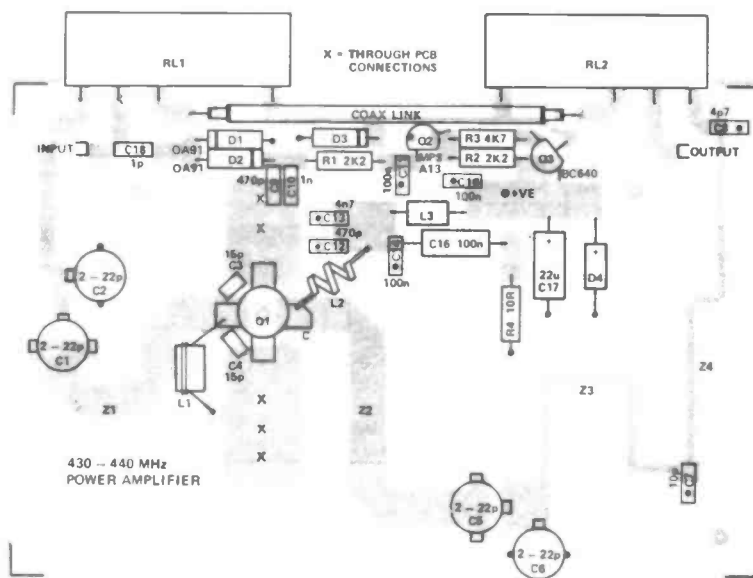 RL1
X = THROUGH PCB
CONNECTIONS
RL2
COAX LINK
4p7
INPUT
C18
1p
OA91
D1
OA91
D2
D3
R1 2K2
Q2
MPS
A13
R3 4K7
R2 2K2
Q3
BC640
OUTPUT
470p
C10
1n
X
X
100n
100n
+VE
4n7
C13
470p
C12
L3
C16 100n
100n
22u
C17
D4
R4 10R
2 – 22p
C2
2 – 22p
C1
15p
Q1
C
L2
C4
15p
L1
X
X
X
Z1
Z2
Z3
Z4
430 – 440 MHz
POWER AMPLIFIER
10p
2 – 22p
C5
2 – 22p
C6